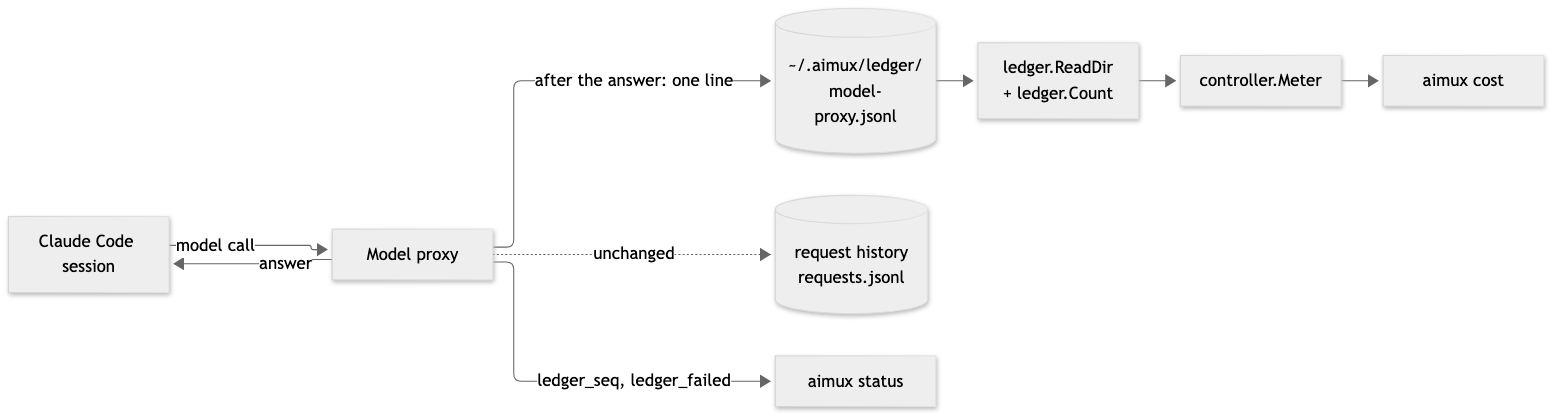 Claude Code
session
model call
answer
Model proxy
after the answer: one line
~/.aimux/ledger/
model-
proxy.jsonl
ledger.ReadDir
+ ledger.Count
controller.Meter
aimux cost
unchanged
request history
requests.jsonl
ledger_seq, ledger_failed
aimux status